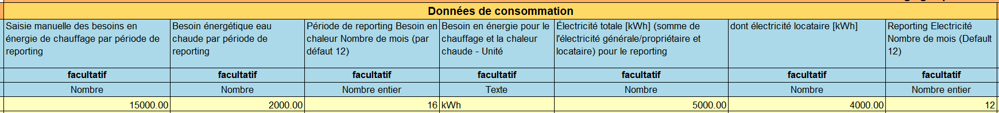 Données de consommation
Saisie manuelle des besoins en
énergie de chauffage par période de
reporting
Besoin énergétique eau
chaude par période de
reporting
Période de reporting Besoin en
chaleur Nombre de mois (par
défaut 12)
Besoin en énergie pour le
chauffage et la chaleur
chaude - Unité
Électricité totale [kWh] (somme de
l'électricité générale/propriétaire et
locataire) pour le reporting
dont électricité locataire [kWh]
Reporting Electricité
Nombre de mois (Default
12)
facultatif facultatif facultatif facultatif facultatif facultatif facultatif
Nombre Nombre Nombre entier Texte Nombre Nombre Nombre entier
15000.00 2000.00 16 kWh 5000.00 4000.00 12